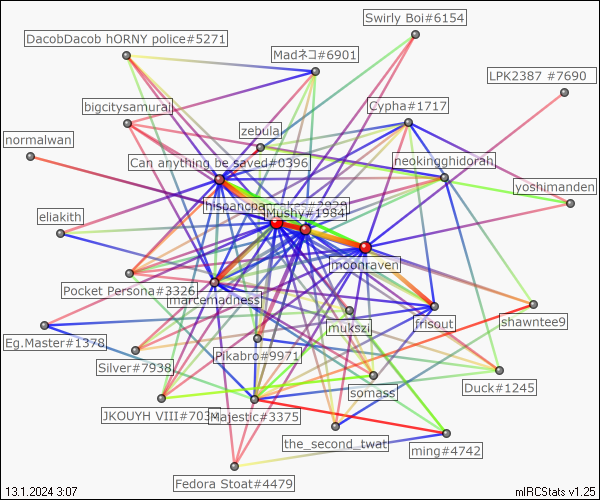 Swirly Boi#6154
DacobDacob hORNY police#5271
Madネコ#6901
LPK2387 #7690
bigcitysamurai
Cypha#1717
zebula
normalwan
Can anything be saved#0396
neokingghidorah
yoshimanden
Mushy#1984
eliakith
moonraven
Pocket Persona#3326
marcemadness
shawntee9
frisout
mukszi
Eg.Master#1378
Pikabro#9971
Silver#7938
Duck#1245
somass
JKOUYH VIII#703
Majestic#3375
the_second_twat
ming#4742
Fedora Stoat#4479
13.1.2024 3:07
mIRCStats v1.25